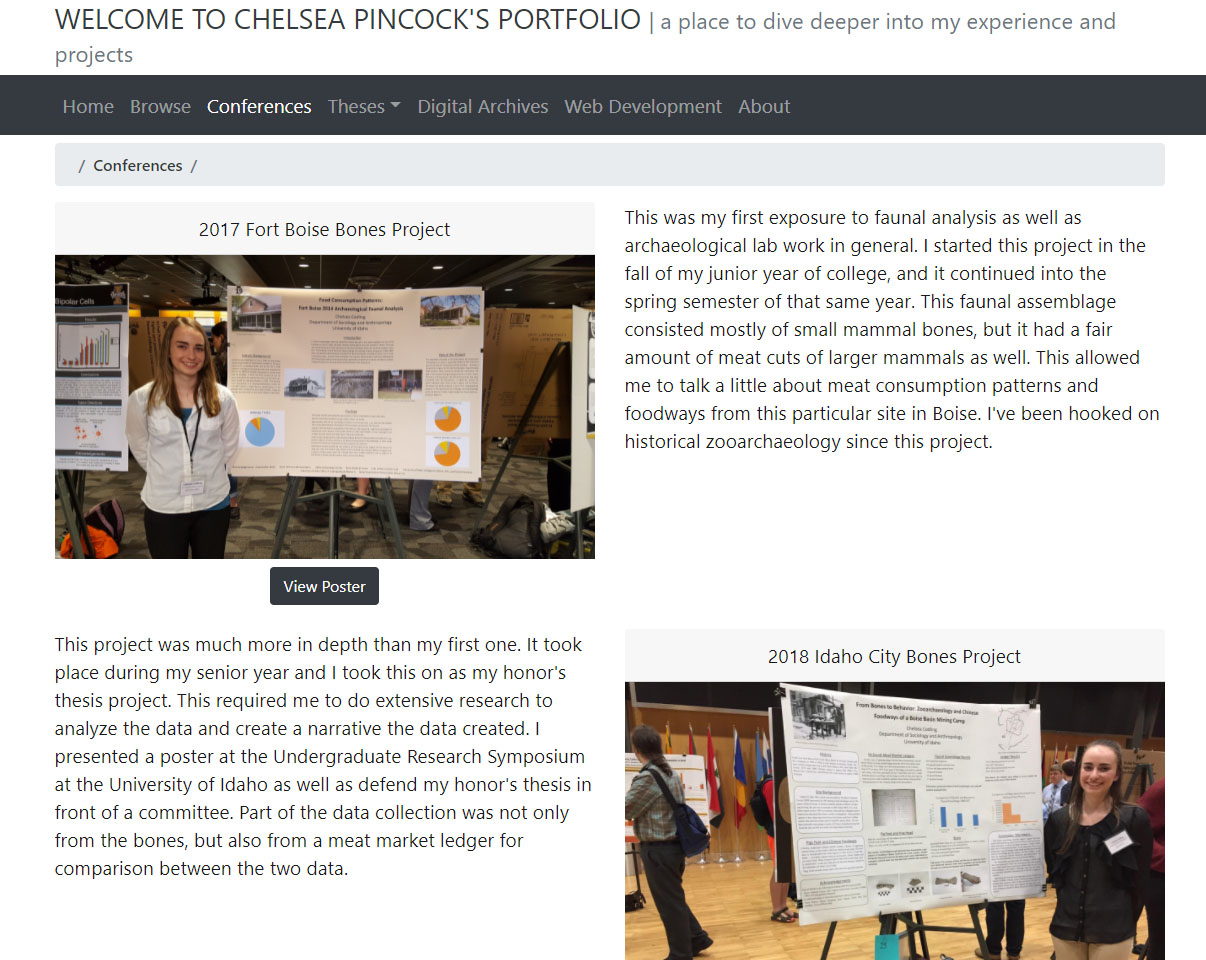 WELCOME TO CHELSEA PINCOCK'S PORTFOLIO | a place to dive deeper into my experience and
projects
Home Browse Conferences Theses Digital Archives Web Development About
/ Conferences /
2017 Fort Boise Bones Project
Bipolar Cells
Food Consumption Patterns:
Fort Boise 2014 Archaeological Faunal Analysis
Department of Sociology and Anthropology
University of Idaho
View Poster
This was my first exposure to faunal analysis as well as
archaeological lab work in general. I started this project in the
fall of my junior year of college, and it continued into the
spring semester of that same year. This faunal assemblage
consisted mostly of small mammal bones, but it had a fair
amount of meat cuts of larger mammals as well. This allowed
me to talk a little about meat consumption patterns and
foodways from this particular site in Boise. I've been hooked on
historical zooarchaeology since this project.
This project was much more in depth than my first one. It took
place during my senior year and I took this on as my honor's
thesis project. This required me to do extensive research to
analyze the data and create a narrative the data created. I
presented a poster at the Undergraduate Research Symposium
at the University of Idaho as well as defend my honor's thesis in
front of a committee. Part of the data collection was not only
from the bones, but also from a meat market ledger for
comparison between the two data.
2018 Idaho City Bones Project
From Bones to Behavior: Zooarchaeology and Chinese
Foodways of a Boise Basin Mining Camp
Department of Sociology and Anthropology
University of Idaho